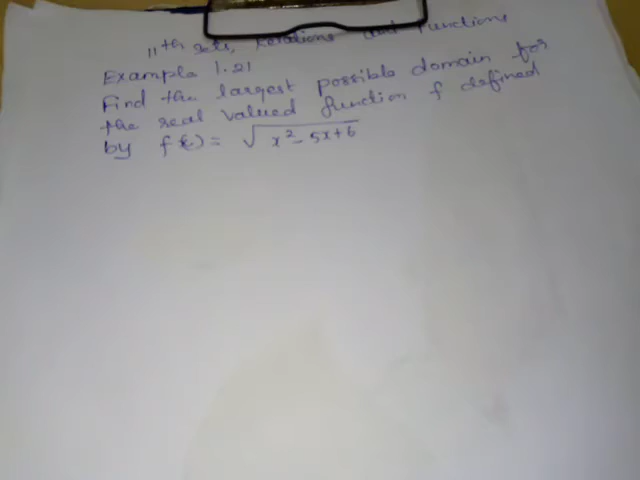 11th sets, Relations and Functions
Example 1.21
Find the largest possible domain for
the real valued function f defined
by f(x) = √x² - 5x + 6